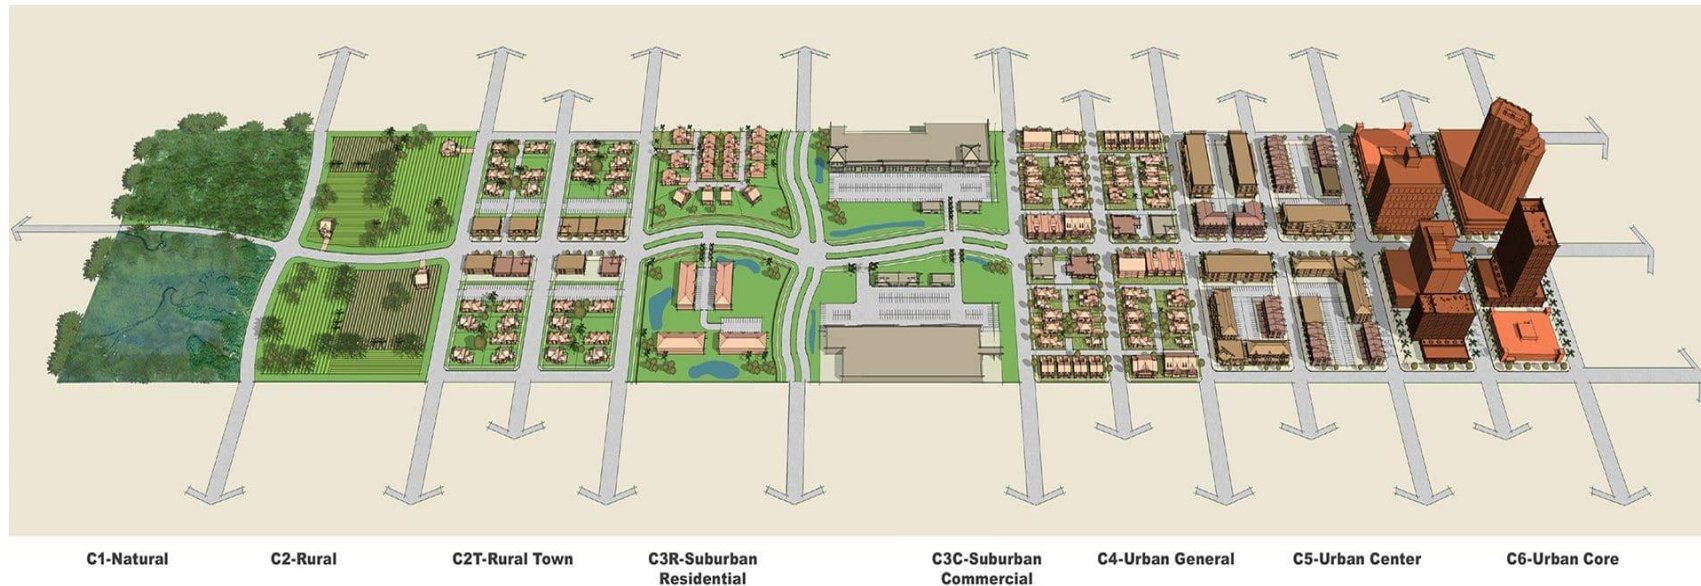 C1-Natural
C2-Rural
C2T-Rural Town
C3R-Suburban
Residential
C3C-Suburban
Commercial
C4-Urban General
C5-Urban Center
C6-Urban Core